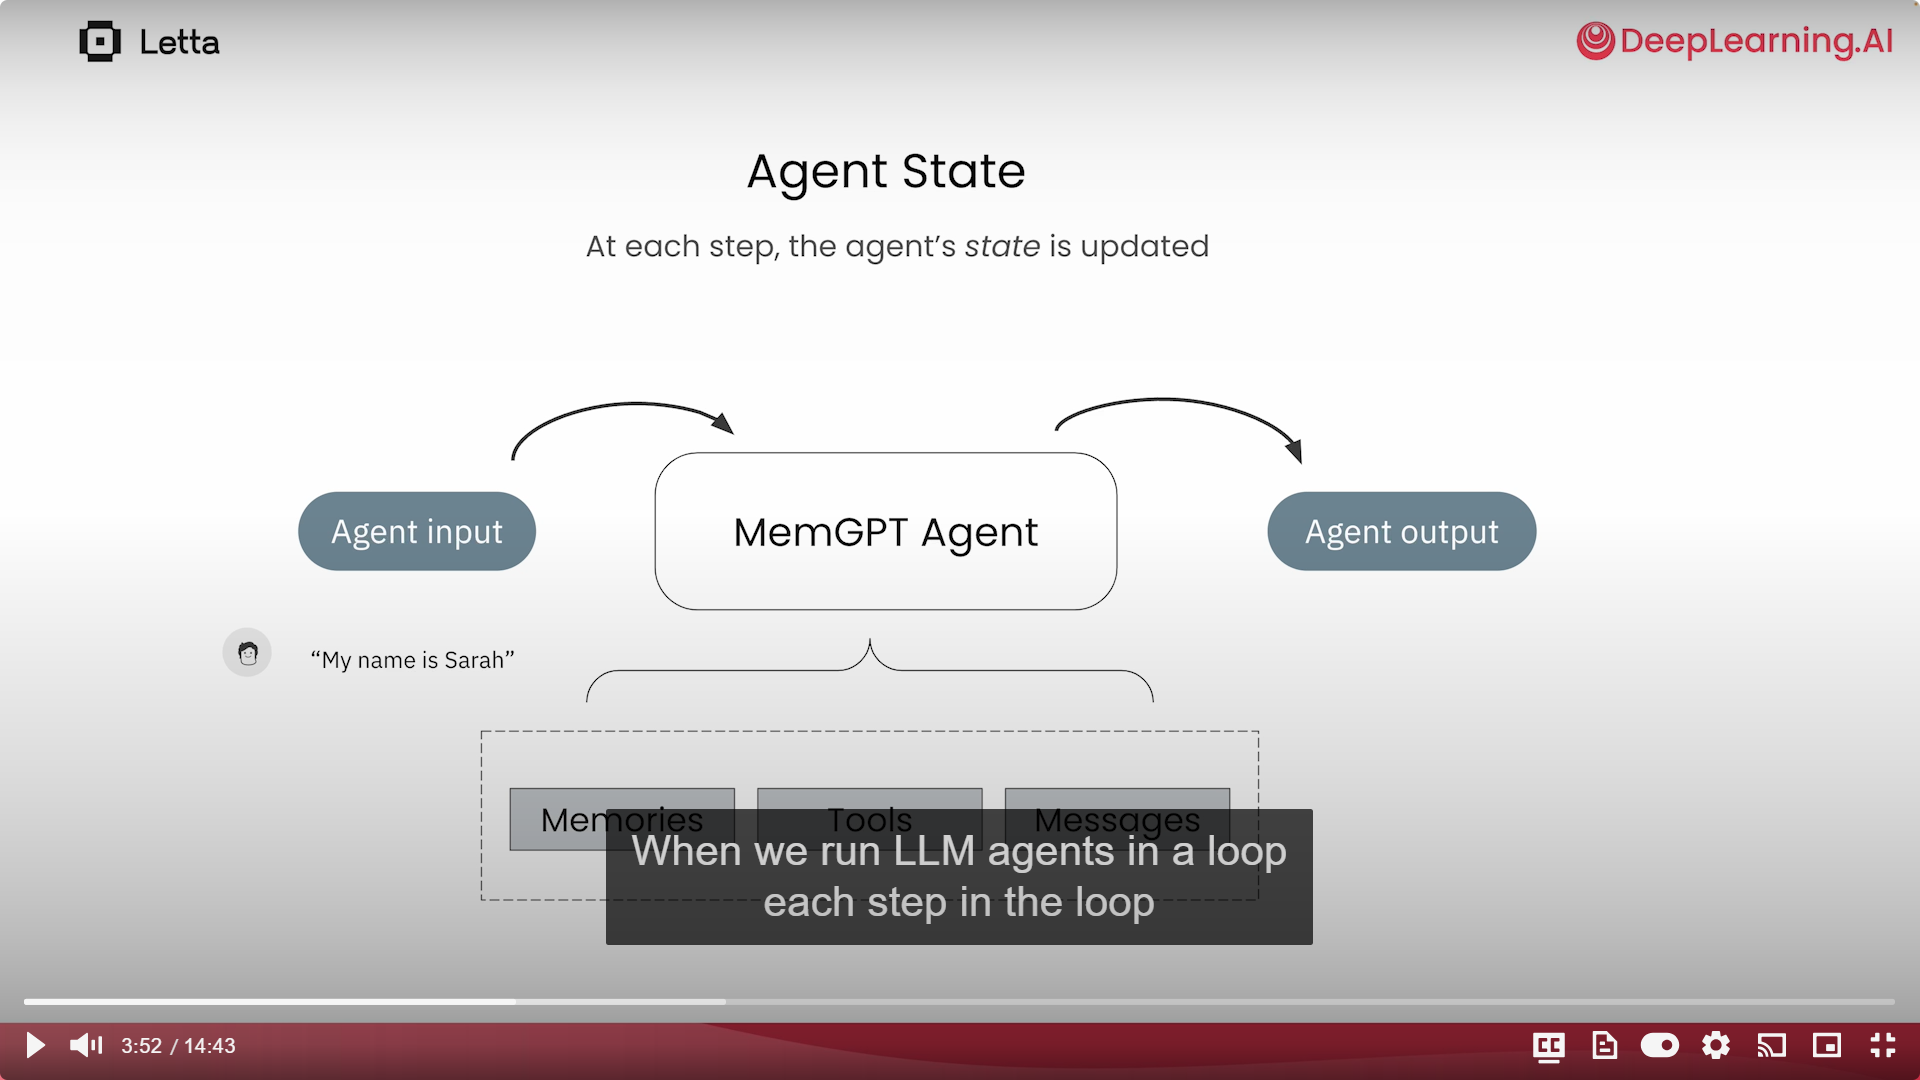 Letta
DeepLearning.AI
Agent State
At each step, the agent’s state is updated
Agent input
MemGPT Agent
Agent output
“My name is Sarah”
Memories
Tools
Messages
When we run LLM agents in a loop
each step in the loop
3:52 / 14:43
CC